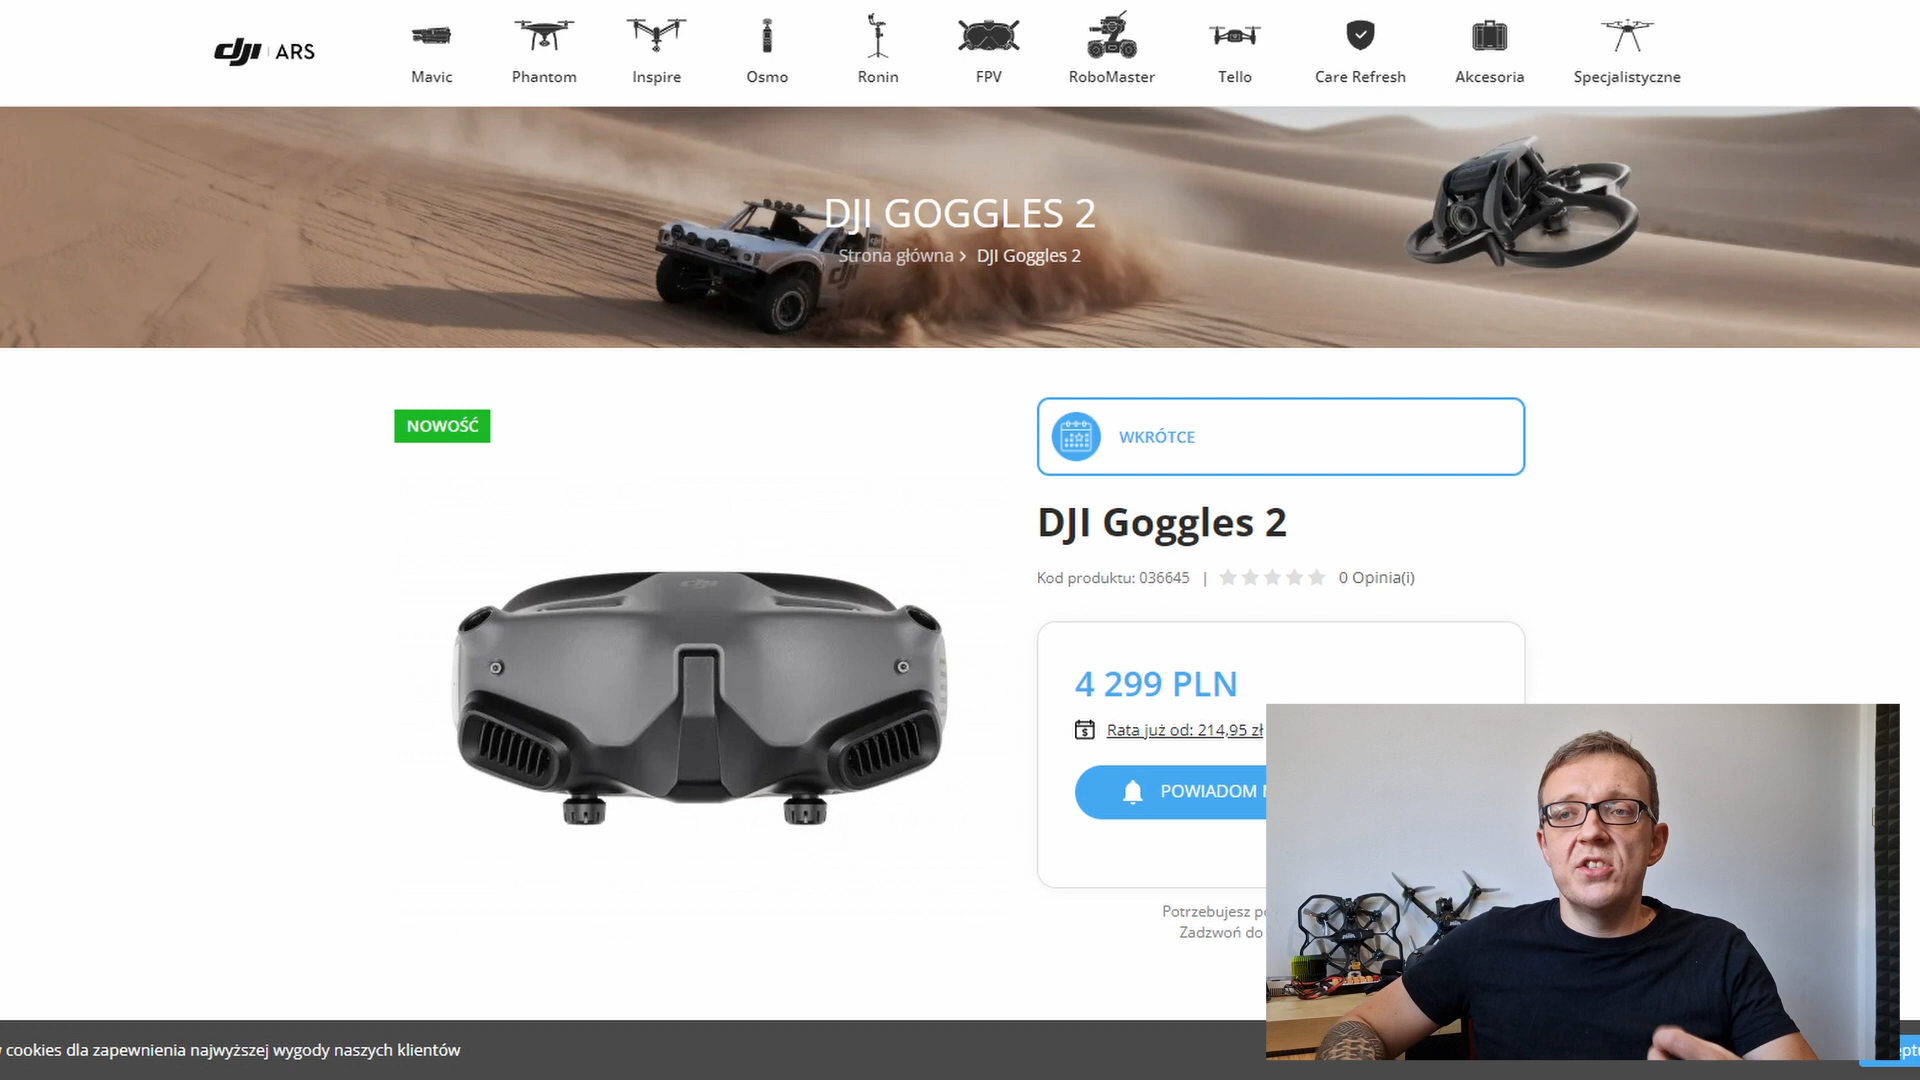 dji ARS
Mavic
Phantom
Inspire
Osmo
Ronin
FPV
RoboMaster
Tello
Care Refresh
Akcesoria
Specjalistyczne
DJI GOGGLES 2
Strona główna > DJI Goggles 2
NOWOŚĆ
WKRÓTCE
DJI Goggles 2
Kod produktu: 036645 | 0 Opinia(i)
4 299 PLN
Rata już od: 214,95 zł
POWIADOM
Potrzebujesz
Zadzwoń do
cookies dla zapewnienia najwyższej wygody naszych klientów